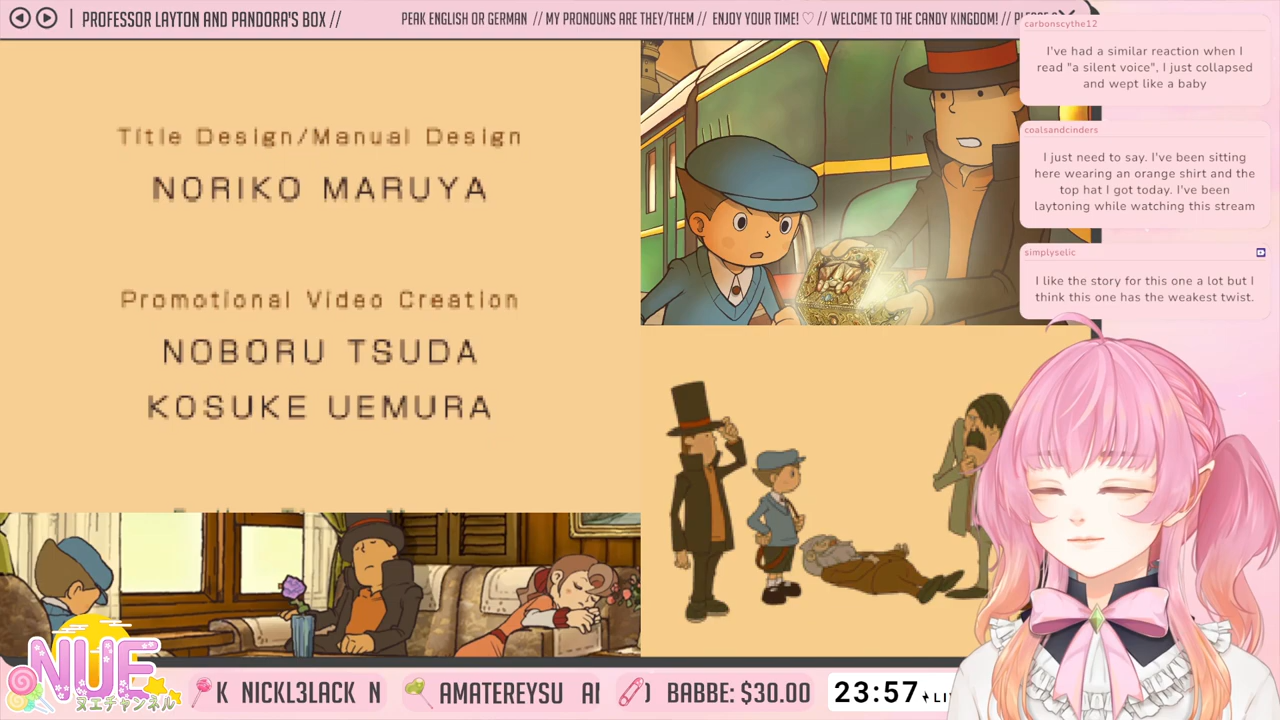 PROFESSOR LAYTON AND PANDORA'S BOX //
PEAK ENGLISH OR GERMAN // MY PRONOUNS ARE THEY/THEM // ENJOY YOUR TIME! ♡ // WELCOME TO THE CANDY KINGDOM! //
carbonscythe12
I've had a similar reaction when I
read "a silent voice", I just collapsed
and wept like a baby
coalsandcinders
I just need to say. I've been sitting
here wearing an orange shirt and the
top hat I got today. I've been
laytoning while watching this stream
simplyselic
I like the story for this one a lot but I
think this one has the weakest twist.
Title Design/Manual Design
NORIKO MARUYA
Promotional Video Creation
NOBORU TSUDA
KOSUKE UEMURA
NUE
ヌエチャンネル
K NICKL3LACK N
AMATEREYSU AI
) BABBE: $30.00
23:57 LI